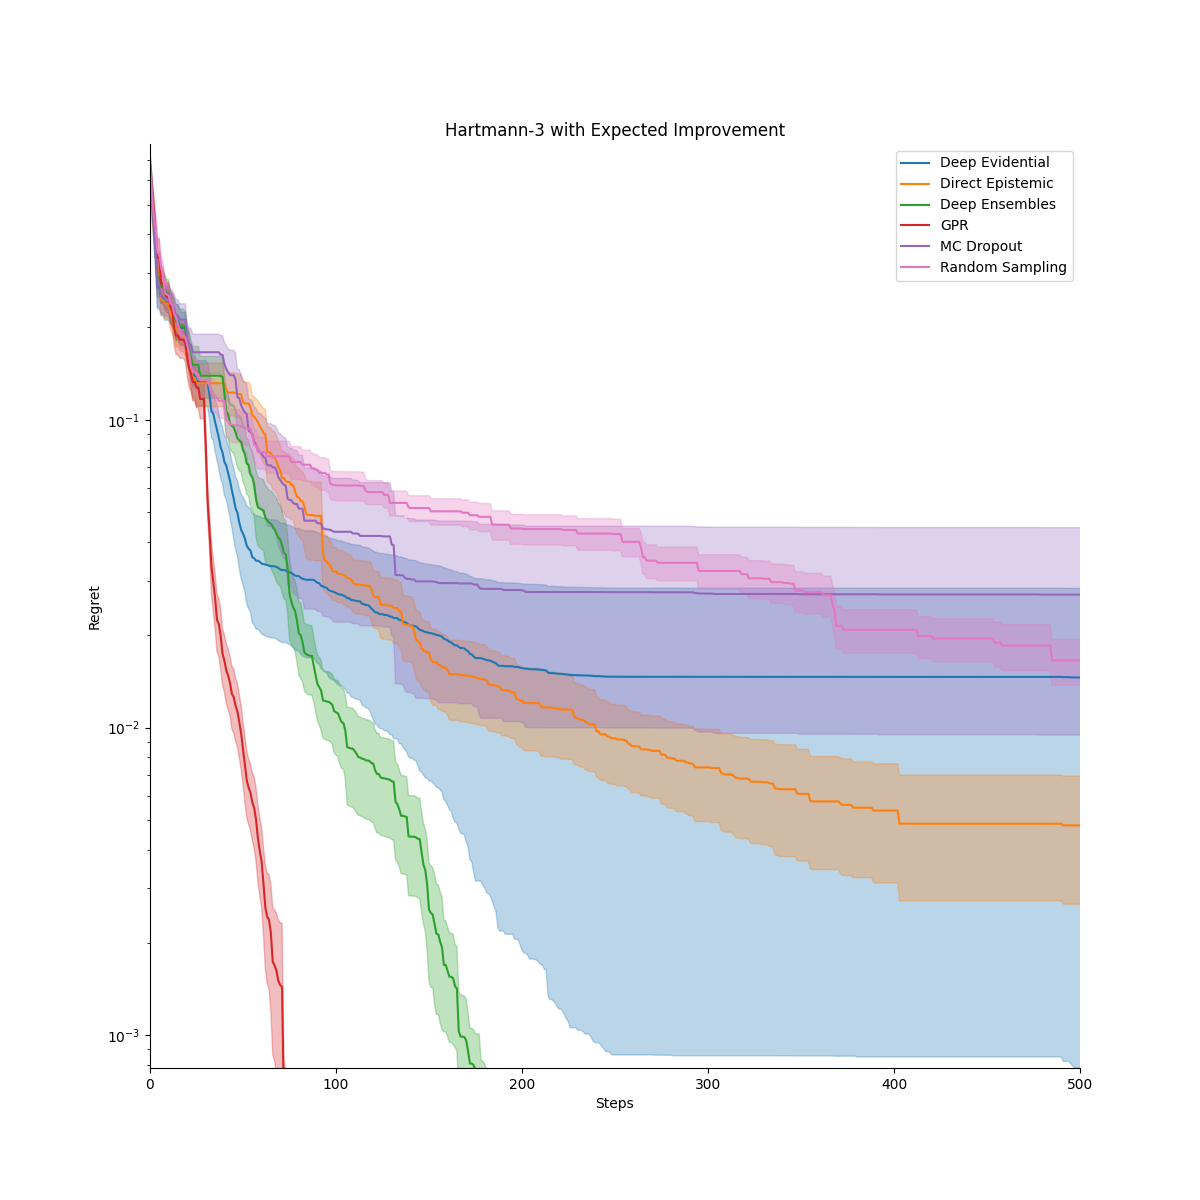 Hartmann-3 with Expected Improvement
Deep Evidential
Direct Epistemic
Deep Ensembles
GPR
MC Dropout
Random Sampling
Regret
10⁻¹
10⁻²
10⁻³
0 100 200 300 400 500
Steps